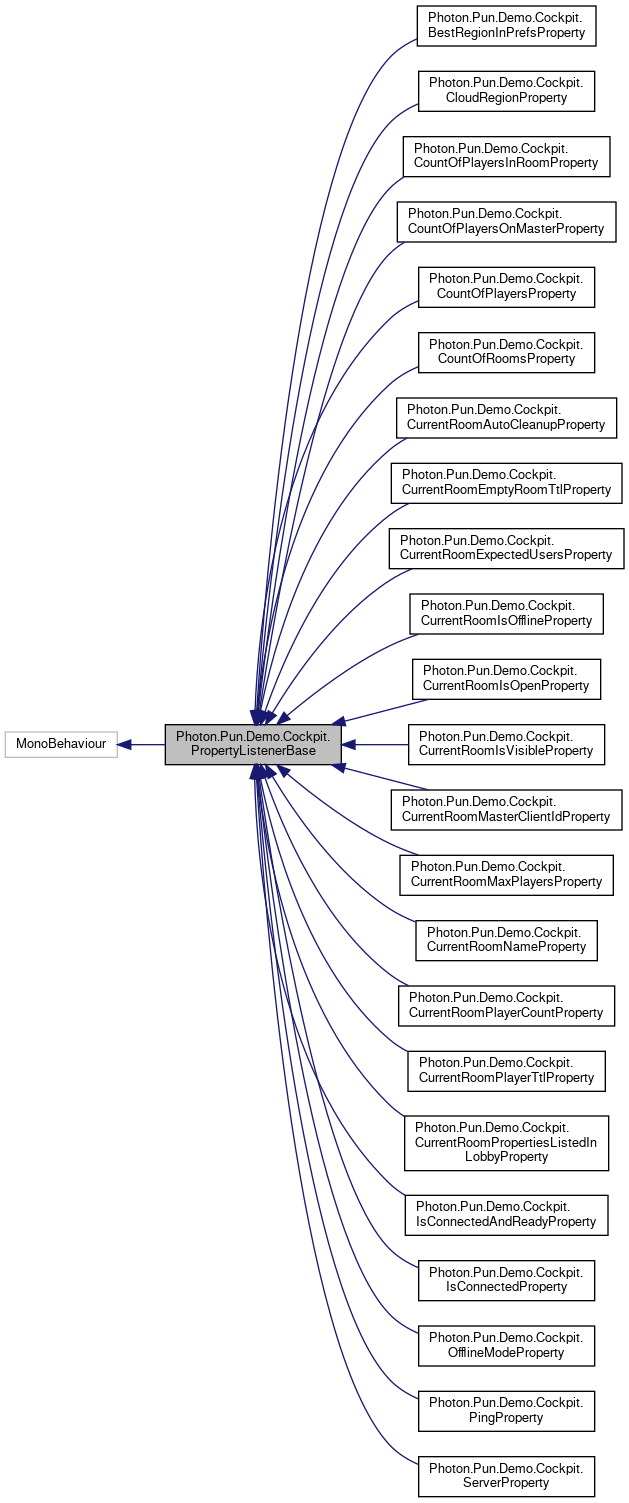 Photon.Pun.Demo.Cockpit.
BestRegionInPrefsProperty
Photon.Pun.Demo.Cockpit.
CloudRegionProperty
Photon.Pun.Demo.Cockpit.
CountOfPlayersInRoomProperty
Photon.Pun.Demo.Cockpit.
CountOfPlayersOnMasterProperty
Photon.Pun.Demo.Cockpit.
CountOfPlayersProperty
Photon.Pun.Demo.Cockpit.
CountOfRoomsProperty
Photon.Pun.Demo.Cockpit.
CurrentRoomAutoCleanupProperty
Photon.Pun.Demo.Cockpit.
CurrentRoomEmptyRoomTtlProperty
Photon.Pun.Demo.Cockpit.
CurrentRoomExpectedUsersProperty
Photon.Pun.Demo.Cockpit.
CurrentRoomIsOfflineProperty
Photon.Pun.Demo.Cockpit.
CurrentRoomIsOpenProperty
MonoBehaviour
Photon.Pun.Demo.Cockpit.
PropertyListenerBase
Photon.Pun.Demo.Cockpit.
CurrentRoomIsVisibleProperty
Photon.Pun.Demo.Cockpit.
CurrentRoomMasterClientIdProperty
Photon.Pun.Demo.Cockpit.
CurrentRoomMaxPlayersProperty
Photon.Pun.Demo.Cockpit.
CurrentRoomNameProperty
Photon.Pun.Demo.Cockpit.
CurrentRoomPlayerCountProperty
Photon.Pun.Demo.Cockpit.
CurrentRoomPlayerTtlProperty
Photon.Pun.Demo.Cockpit.
CurrentRoomPropertiesListedIn
LobbyProperty
Photon.Pun.Demo.Cockpit.
IsConnectedAndReadyProperty
Photon.Pun.Demo.Cockpit.
IsConnectedProperty
Photon.Pun.Demo.Cockpit.
OfflineModeProperty
Photon.Pun.Demo.Cockpit.
PingProperty
Photon.Pun.Demo.Cockpit.
ServerProperty